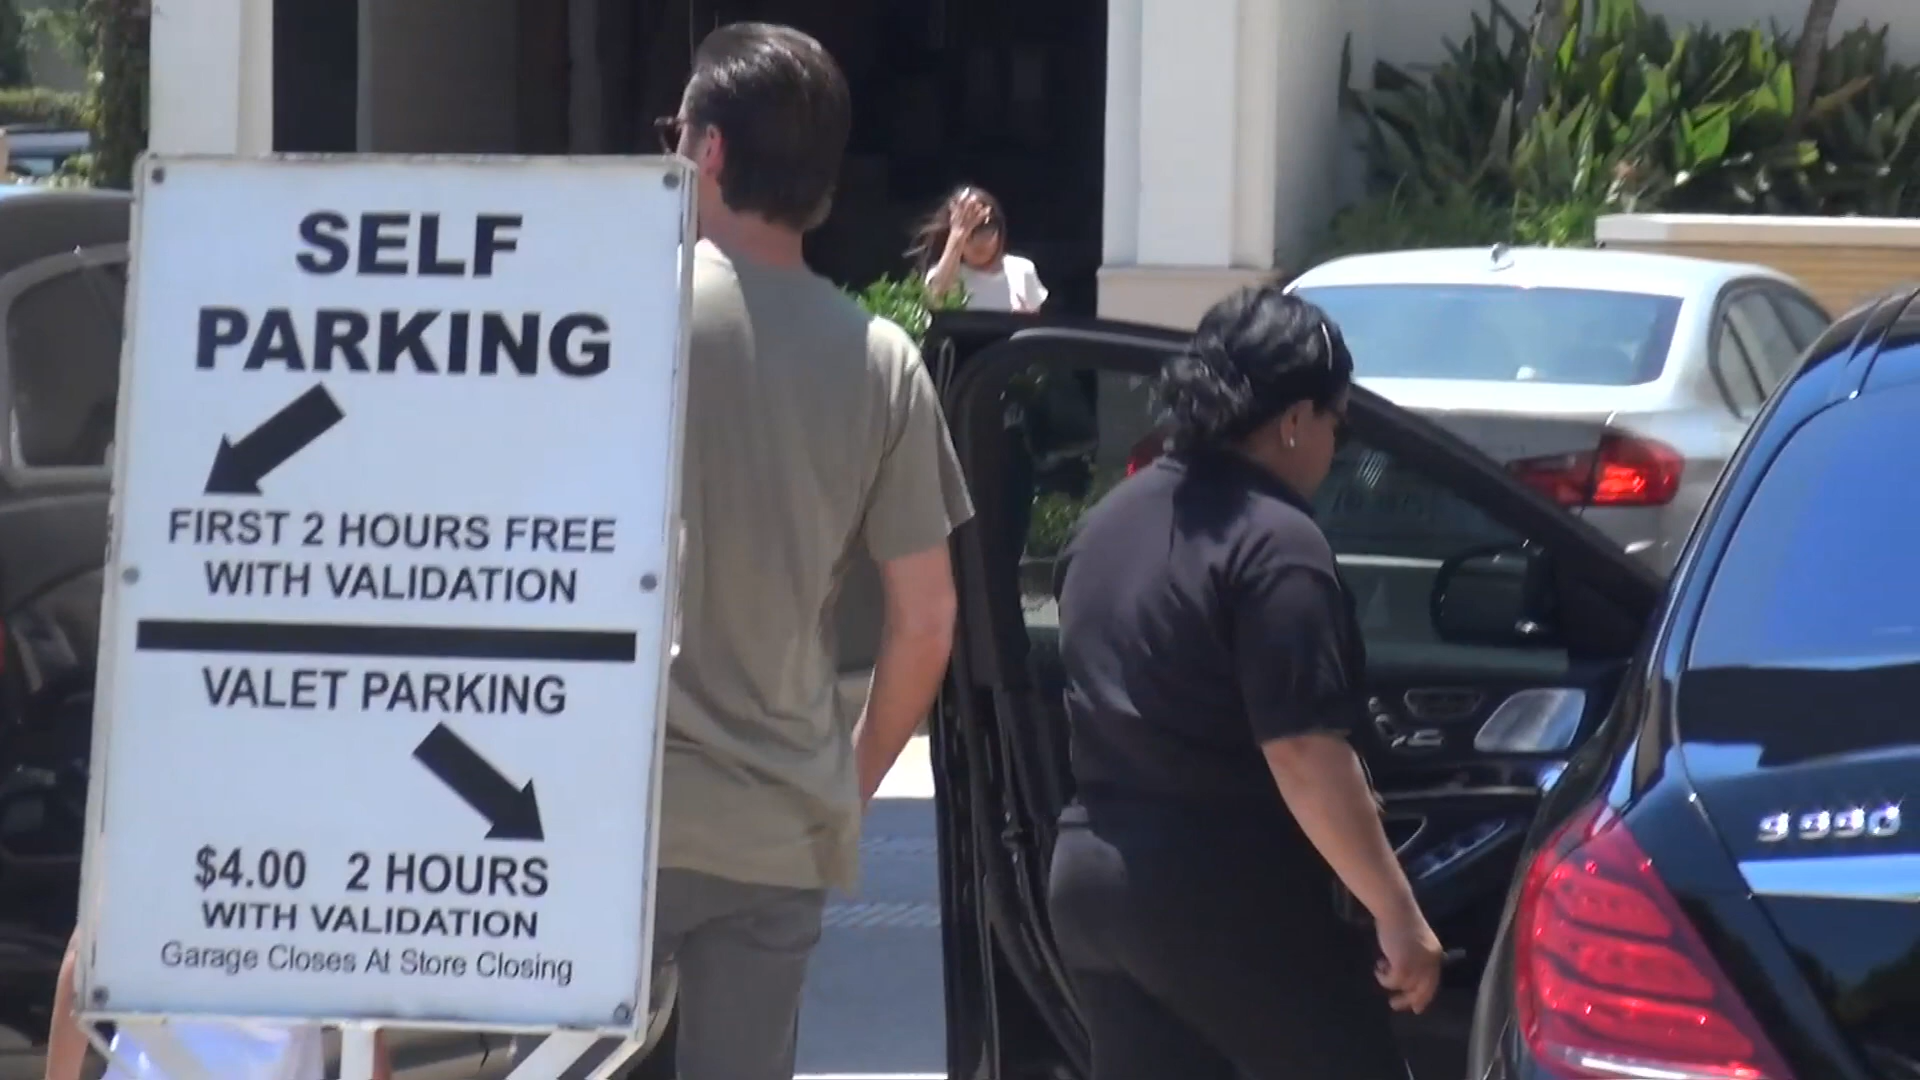 SELF
PARKING
FIRST 2 HOURS FREE
WITH VALIDATION
VALET PARKING
$4.00 2 HOURS
WITH VALIDATION
Garage Closes At Store Closing